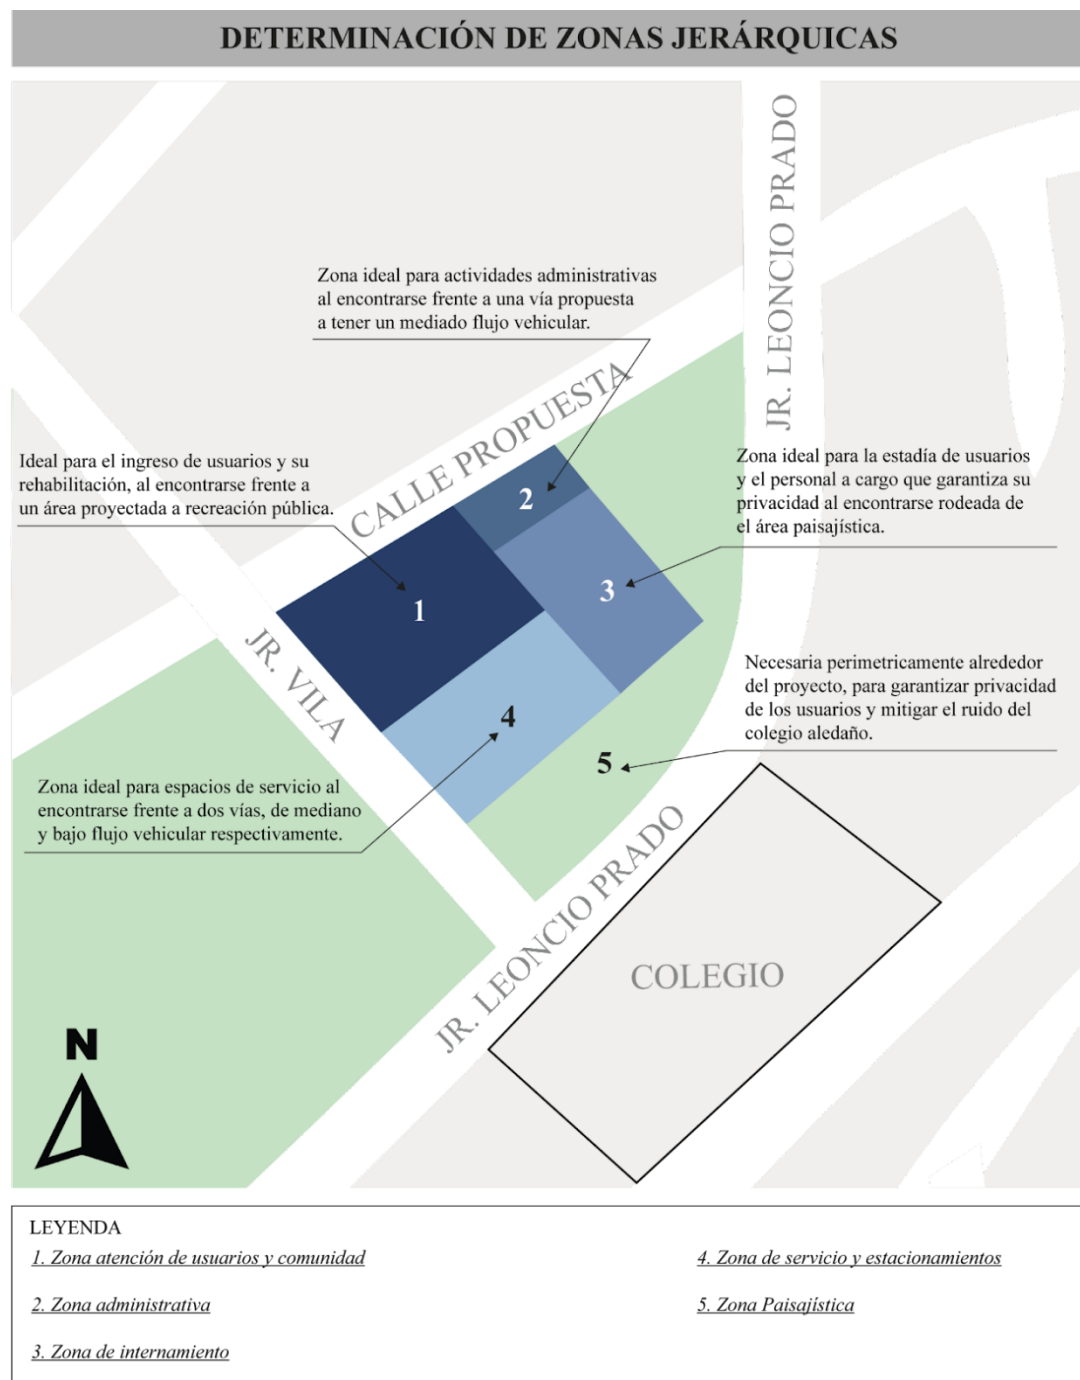 DETERMINACIÓN DE ZONAS JERÁRQUICAS
JR. LEONCIO PRADO
Zona ideal para actividades administrativas
al encontrarse frente a una vía propuesta
a tener un mediado flujo vehicular.
CALLE PROPUESTA
Ideal para el ingreso de usuarios y su
rehabilitación, al encontrarse frente a
un área proyectada a recreación pública.
Zona ideal para la estadía de usuarios
y el personal a cargo que garantiza su
privacidad al encontrarse rodeada de
el área paisajística.
2
3
1
JR. VILA
Necesaria perimetricamente alrededor
del proyecto, para garantizar privacidad
de los usuarios y mitigar el ruido del
colegio aledaño.
4
5
Zona ideal para espacios de servicio al
encontrarse frente a dos vías, de mediano
y bajo flujo vehicular respectivamente.
JR. LEONCIO PRADO
COLEGIO
N
LEYENDA
1. Zona atención de usuarios y comunidad
2. Zona administrativa
3. Zona de internamiento
4. Zona de servicio y estacionamientos
5. Zona Paisajística